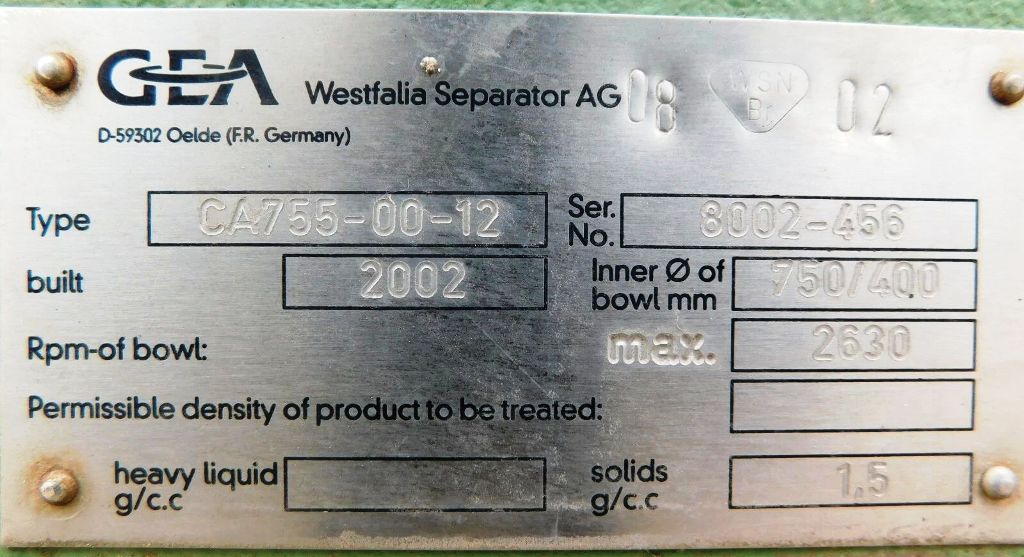 GEA Westfalia Separator AG 08 WSN Br. 02
D-59302 Oelde (F.R. Germany)
Type CA755-00-12 Ser. No. 8002-456
built 2002 Inner Ø of bowl mm 750/400
Rpm-of bowl: max. 2630
Permissible density of product to be treated:
heavy liquid g/c.c solids g/c.c 1,5